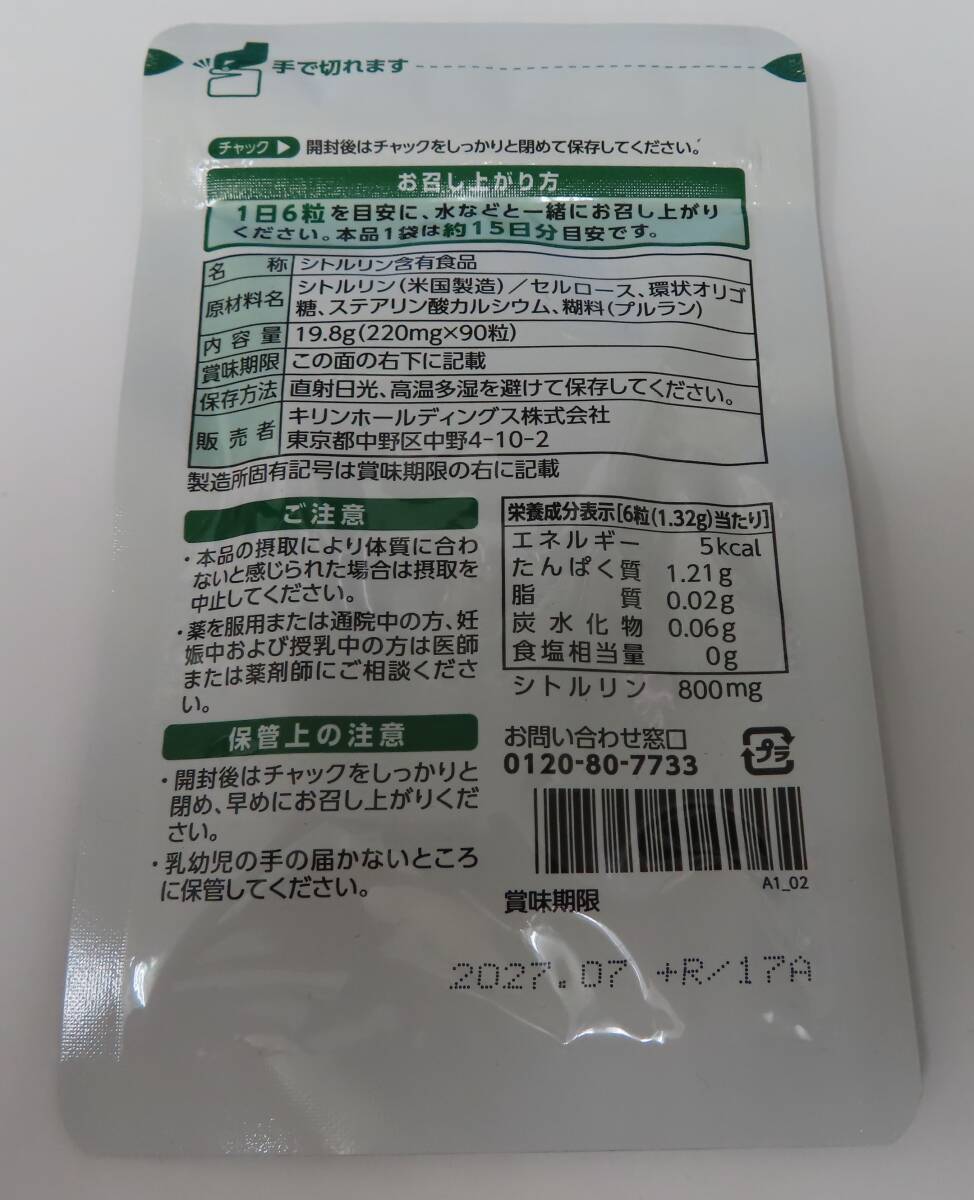 手で切れます
チャック 開封後はチャックをしっかりと閉めて保存してください。
お召し上がり方
1日6粒を目安に、水などと一緒にお召し上がり
ください。本品1袋は約15日分目安です。
名称 シトルリン含有食品
原材料名 シトルリン(米国製造)/セルロース、環状オリゴ
糖、ステアリン酸カルシウム、糊料(プルラン)
内容量 19.8g(220mg×90粒)
賞味期限 この面の右下に記載
保存方法 直射日光、高温多湿を避けて保存してください。
販売者 キリンホールディングス株式会社
東京都中野区中野4-10-2
製造所固有記号は賞味期限の右に記載
ご注意
・本品の摂取により体質に合わ
ないと感じられた場合は摂取を
中止してください。
・薬を服用または通院中の方、妊
娠中および授乳中の方は医師
または薬剤師にご相談くださ
い。
保管上の注意
・開封後はチャックをしっかりと
閉め、早めにお召し上がりくだ
さい。
・乳幼児の手の届かないところ
に保管してください。
栄養成分表示[6粒(1.32g)当たり]
エネルギー 5kcal
たんぱく質 1.21g
脂質 0.02g
炭水化物 0.06g
食塩相当量 0g
シトルリン 800mg
お問い合わせ窓口
0120-80-7733
プラ
A1_02
賞味期限
2027.07 +R/17A